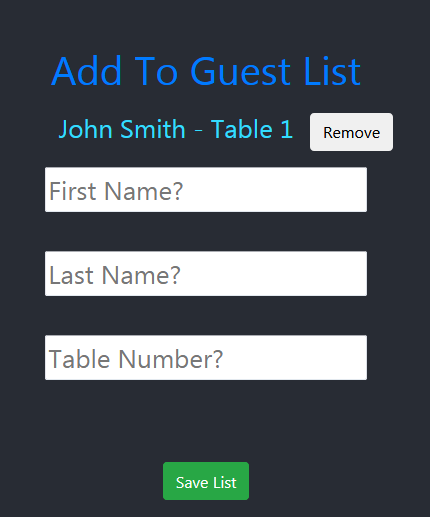 Add To Guest List
John Smith - Table 1 Remove
First Name?
Last Name?
Table Number?
Save List